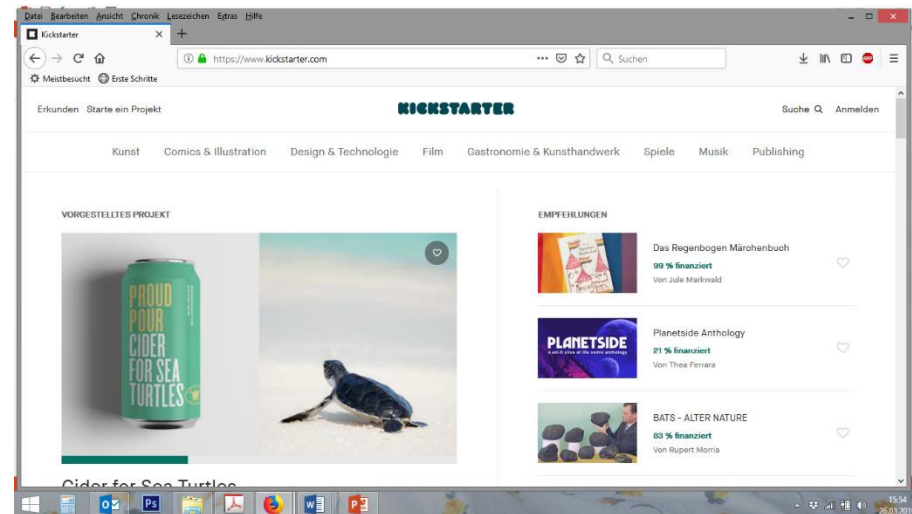 Datei Bearbeiten Ansicht Chronik Lesezeichen Extras Hilfe
Kickstarter
https://www.kickstarter.com
Suchen
Meistbesucht Erste Schritte
Erkunden Starte ein Projekt
KICKSTARTER
Suche Anmelden
Kunst Comics & Illustration Design & Technologie Film Gastronomie & Kunsthandwerk Spiele Musik Publishing
VORGESTELLTES PROJEKT
PROUD
POUR
CIDER
FOR SEA
TURTLES
Cider for Sea Turtles
EMPFEHLUNGEN
Das Regenbogen Märchenbuch
99 % finanziert
Von Jule Markwald
PLANETSIDE
Planetside Anthology
21 % finanziert
Von Thea Ferrara
BATS - ALTER NATURE
83 % finanziert
Von Rupert Morris
15:54